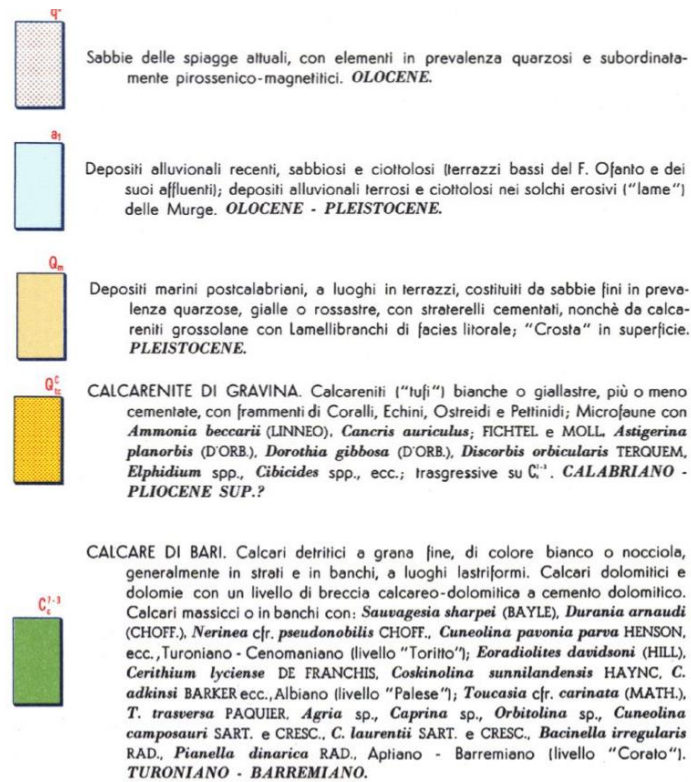 q
Sabbie delle spiagge attuali, con elementi in prevalenza quarzosi e subordinata-
mente pirossenico-magnetitici. OLOCENE.
a1
Depositi alluvionali recenti, sabbiosi e ciottolosi (terrazzi bassi del F. Ofanto e dei
suoi affluenti); depositi alluvionali terrosi e ciottolosi nei solchi erosivi ("lame")
delle Murge. OLOCENE - PLEISTOCENE.
Qm
Depositi marini postcalabriani, a luoghi in terrazzi, costituiti da sabbie fini in preva-
lenza quarzose, gialle o rossastre, con straterelli cementati, nonchè da calca-
reniti grossolane con Lamellibranchi di facies litorale; "Crosta" in superficie.
PLEISTOCENE.
Qctc
CALCARENITE DI GRAVINA. Calcareniti ("tufi") bianche o giallastre, più o meno
cementate, con frammenti di Coralli, Echini, Ostreidi e Pettinidi; Microfaune con
Ammonia beccarii (LINNEO), Cancris auriculus; FICHTEL e MOLL, Astigerina
planorbis (D'ORB.), Dorothia gibbosa (D'ORB.), Discorbis orbicularis TERQUEM,
Elphidium spp., Cibicides spp., ecc.; trasgressive su C1-3c. CALABRIANO -
PLIOCENE SUP.?
C7-3c
CALCARE DI BARI. Calcari detritici a grana fine, di colore bianco o nocciola,
generalmente in strati e in banchi, a luoghi lastriformi. Calcari dolomitici e
dolomie con un livello di breccia calcareo-dolomitica a cemento dolomitico.
Calcari massicci o in banchi con: Sauvagesia sharpei (BAYLE), Durania arnaudi
(CHOFF.), Nerinea cfr. pseudonobilis CHOFF., Cuneolina pavonia parva HENSON,
ecc., Turoniano - Cenomaniano (livello "Toritto"); Eoradiolites davidsoni (HILL),
Cerithium lyciense DE FRANCHIS, Coskinolina sunnilandensis HAYNC, C.
adkinsi BARKER ecc., Albiano (livello "Palese"); Toucasia cfr. carinata (MATH.),
T. trasversa PAQUIER, Agria sp., Caprina sp., Orbitolina sp., Cuneolina
camposauri SART. e CRESC., C. laurentii SART. e CRESC., Bacinella irregularis
RAD., Pianella dinarica RAD., Aptiano - Barremiano (livello "Corato").
TURONIANO - BARREMIANO.